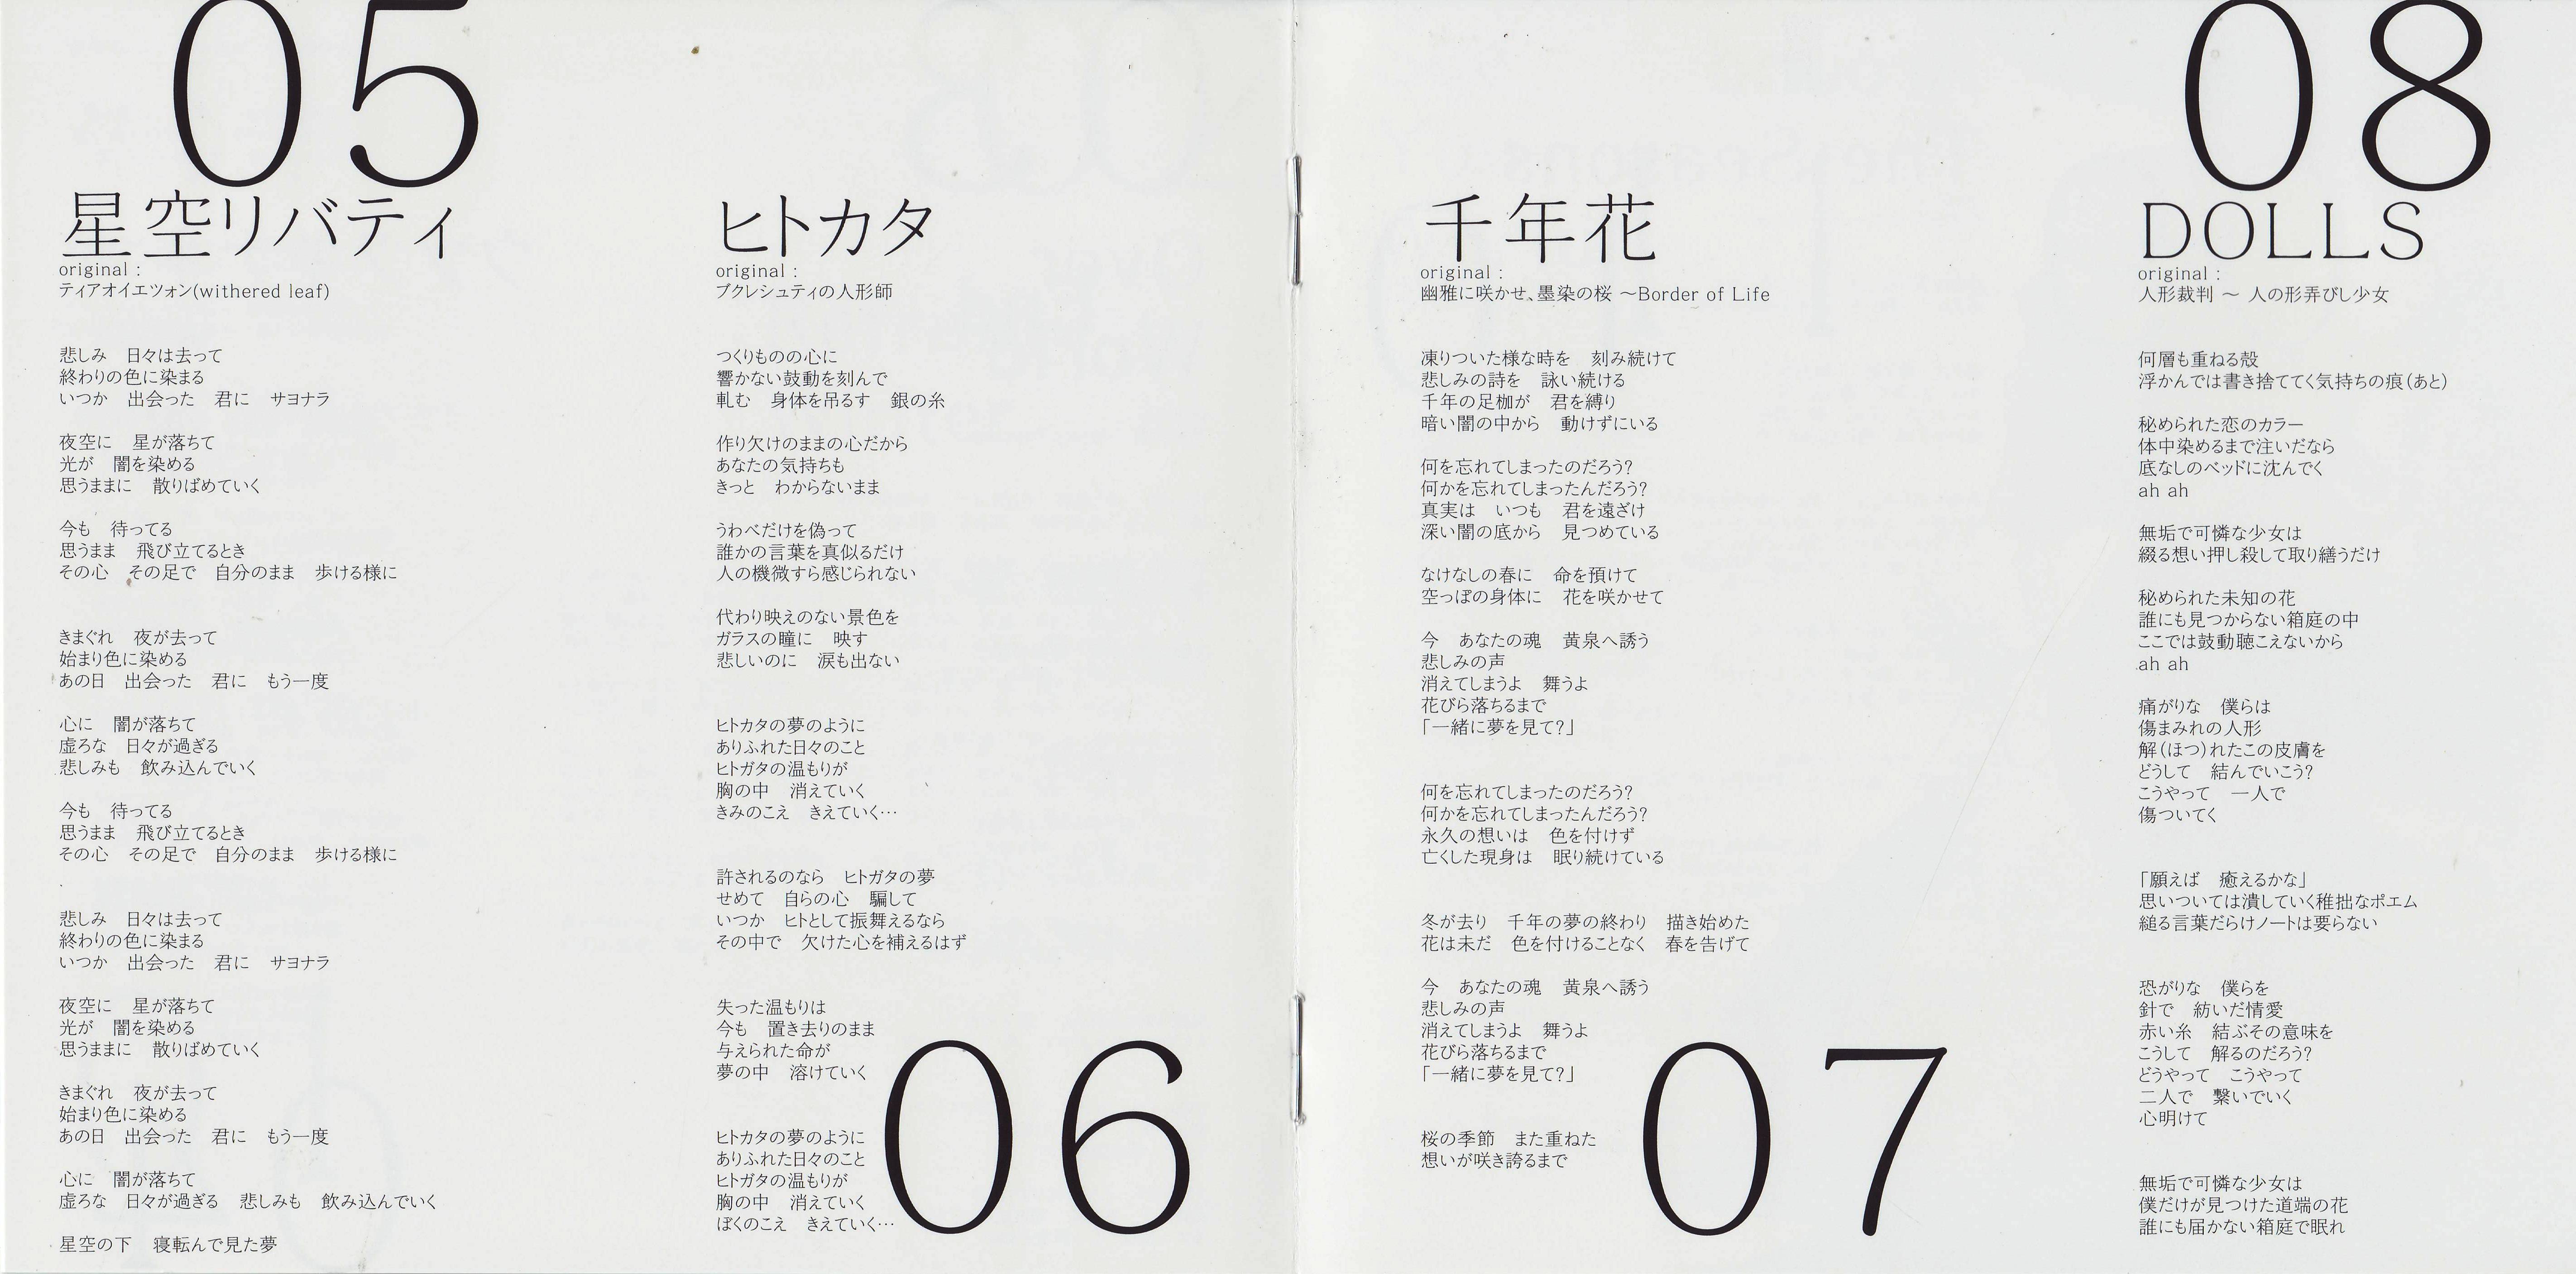 05
星空リバティ
original :
ティアオイエツォン(withered leaf)
悲しみ　日々は去って
終わりの色に染まる
いつか　出会った　君に　サヨナラ
夜空に　星が落ちて
光が　闇を染める
思うままに　散りばめていく
今も　待ってる
思うまま　飛び立てるとき
その心　その足で　自分のまま　歩ける様に
きまぐれ　夜が去って
始まり色に染める
あの日　出会った　君に　もう一度
心に　闇が落ちて
虚ろな　日々が過ぎる
悲しみも　飲み込んでいく
今も　待ってる
思うまま　飛び立てるとき
その心　その足で　自分のまま　歩ける様に
悲しみ　日々は去って
終わりの色に染まる
いつか　出会った　君に　サヨナラ
夜空に　星が落ちて
光が　闇を染める
思うままに　散りばめていく
きまぐれ　夜が去って
始まり色に染める
あの日　出会った　君に　もう一度
心に　闇が落ちて
虚ろな　日々が過ぎる　悲しみも　飲み込んでいく
星空の下　寝転んで見た夢
ヒトカタ
original :
ブクレシュティの人形師
つくりものの心に
響かない鼓動を刻んで
軋む　身体を吊るす　銀の糸
作り欠けのままの心だから
あなたの気持ちも
きっと　わからないまま
うわべだけを偽って
誰かの言葉を真似るだけ
人の機微すら感じられない
代わり映えのない景色を
ガラスの瞳に　映す
悲しいのに　涙も出ない
ヒトカタの夢のように
ありふれた日々のこと
ヒトガタの温もりが
胸の中　消えていく
きみのこえ　きえていく…
許されるのなら　ヒトガタの夢
せめて　自らの心　騙して
いつか　ヒトとして振舞えるなら
その中で　欠けた心を補えるはず
失った温もりは
今も　置き去りのまま
与えられた命が
夢の中　溶けていく
ヒトカタの夢のように
ありふれた日々のこと
ヒトガタの温もりが
胸の中　消えていく
ぼくのこえ　きえていく…
06
千年花
original :
幽雅に咲かせ、墨染の桜 ～Border of Life
凍りついた様な時を　刻み続けて
悲しみの詩を　詠い続ける
千年の足枷が　君を縛り
暗い闇の中から　動けずにいる
何を忘れてしまったのだろう?
何かを忘れてしまったんだろう?
真実は　いつも　君を遠ざけ
深い闇の底から　見つめている
なけなしの春に　命を預けて
空っぽの身体に　花を咲かせて
今　あなたの魂　黄泉へ誘う
悲しみの声
消えてしまうよ　舞うよ
花びら落ちるまで
「一緒に夢を見て?」
何を忘れてしまったのだろう?
何かを忘れてしまったんだろう?
永久の想いは　色を付けず
亡くした現身は　眠り続けている
冬が去り　千年の夢の終わり　描き始めた
花は未だ　色を付けることなく　春を告げて
今　あなたの魂　黄泉へ誘う
悲しみの声
消えてしまうよ　舞うよ
花びら落ちるまで
「一緒に夢を見て?」
桜の季節　また重ねた
想いが咲き誇るまで
07
08
DOLLS
original :
人形裁判 ～ 人の形弄びし少女
何層も重ねる殻
浮かんでは書き捨ててく気持ちの痕(あと)
秘められた恋のカラー
体中染めるまで注いだなら
底なしのベッドに沈んでく
ah ah
無垢で可憐な少女は
綴る想い押し殺して取り繕うだけ
秘められた未知の花
誰にも見つからない箱庭の中
ここでは鼓動聴こえないから
ah ah
痛がりな　僕らは
傷まみれの人形
解(ほつ)れたこの皮膚を
どうして　結んでいこう?
こうやって　一人で
傷ついてく
「願えば　癒えるかな」
思いついては潰していく稚拙なポエム
縋る言葉だらけノートは要らない
恐がりな　僕らを
針で　紡いだ情愛
赤い糸　結ぶその意味を
こうして　解るのだろう?
どうやって　こうやって
二人で　繋いでいく
心明けて
無垢で可憐な少女は
僕だけが見つけた道端の花
誰にも届かない箱庭で眠れ